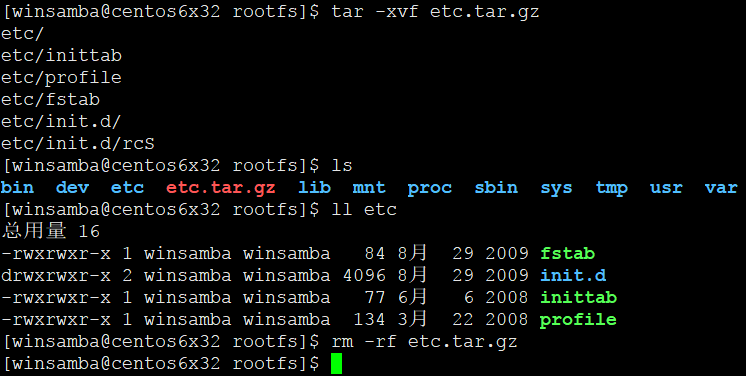 [winsamba@centos6x32 rootfs]$ tar -xvf etc.tar.gz
etc/
etc/inittab
etc/profile
etc/fstab
etc/init.d/
etc/init.d/rcS
[winsamba@centos6x32 rootfs]$ ls
bin dev etc etc.tar.gz lib mnt proc sbin sys tmp usr var
[winsamba@centos6x32 rootfs]$ ll etc
总用量 16
-rwxrwxr-x 1 winsamba winsamba 84 8月 29 2009 fstab
drwxrwxr-x 2 winsamba winsamba 4096 8月 29 2009 init.d
-rwxrwxr-x 1 winsamba winsamba 77 6月 6 2008 inittab
-rwxrwxr-x 1 winsamba winsamba 134 3月 22 2008 profile
[winsamba@centos6x32 rootfs]$ rm -rf etc.tar.gz
[winsamba@centos6x32 rootfs]$